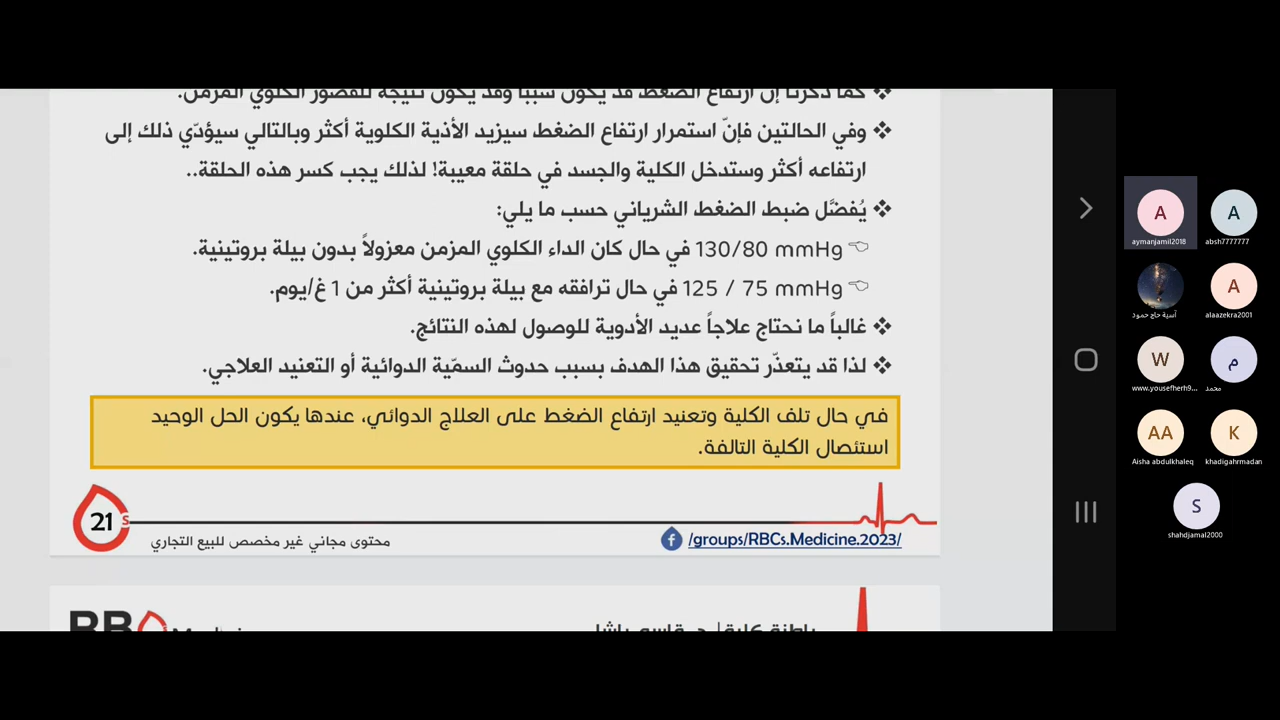 ❖ كما ذكرنا إن ارتفاع الضغط قد يكون سببا وقد يكون نتيجة للقصور الكلوي المزمن.
❖ وفي الحالتين فإنّ استمرار ارتفاع الضغط سيزيد الأذية الكلوية أكثر وبالتالي سيؤدّي ذلك إلى
ارتفاعه أكثر وستدخل الكلية والجسد في حلقة معيبة! لذلك يجب كسر هذه الحلقة..
❖ يُفضَّل ضبط الضغط الشرياني حسب ما يلي:
☜ 130/80 mmHg في حال كان الداء الكلوي المزمن معزولاً بدون بيلة بروتينية.
☜ 125 / 75 mmHg في حال ترافقه مع بيلة بروتينية أكثر من 1 غ/يوم.
❖ غالباً ما نحتاج علاجاً عديد الأدوية للوصول لهذه النتائج.
❖ لذا قد يتعذّر تحقيق هذا الهدف بسبب حدوث السمّية الدوائية أو التعنيد العلاجي.
في حال تلف الكلية وتعنيد ارتفاع الضغط على العلاج الدوائي، عندها يكون الحل الوحيد
استئصال الكلية التالفة.
21
S
محتوى مجاني غير مخصص للبيع التجاري
/groups/RBCs.Medicine.2023/
باطنة كلية | د. قاسم باشا
RB
A
aymanjamil2018
A
absh7777777
آسية حاج حمود
A
alaazekra2001
W
www.yousefherh9...
م
محمد
AA
Aisha abdulkhaleq
K
khadigahrmadan
S
shahdjamal2000